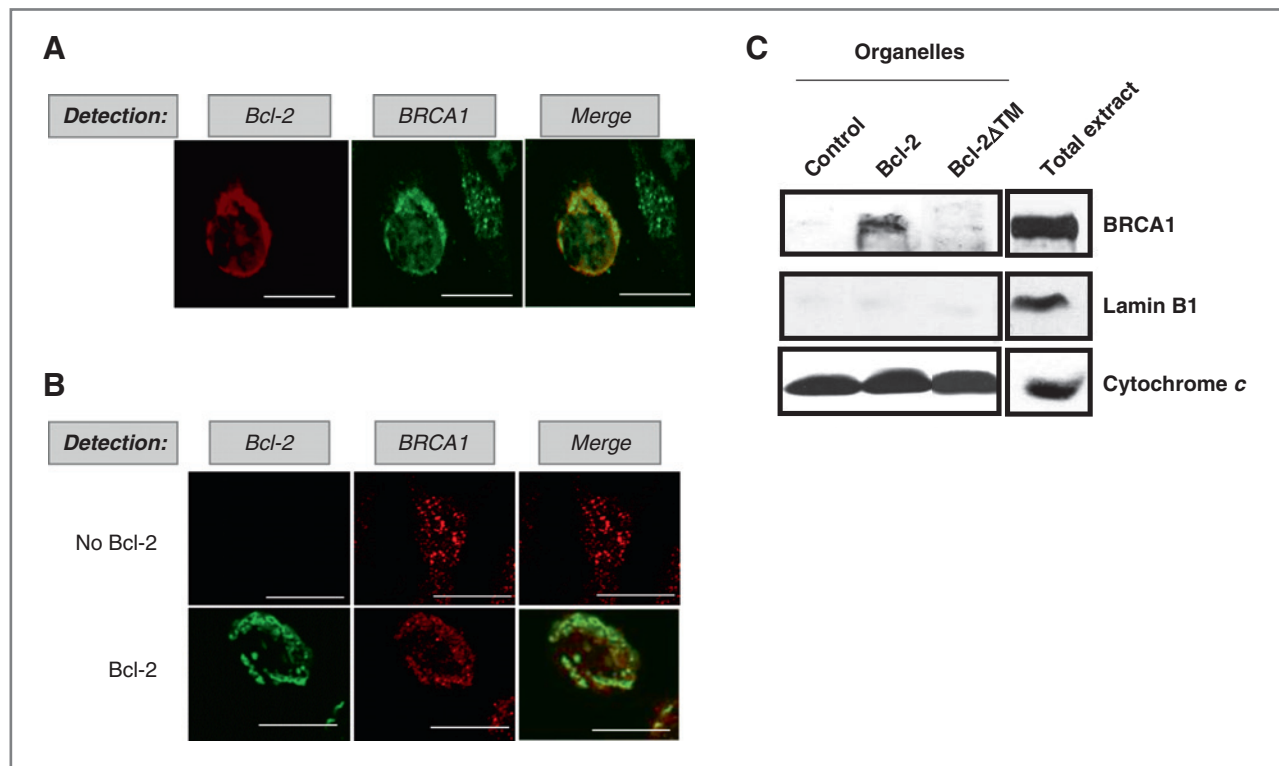 A
Detection: Bcl-2 BRCA1 Merge
B
Detection: Bcl-2 BRCA1 Merge
No Bcl-2
Bcl-2
C
Organelles
Control Bcl-2 Bcl-2ΔTM Total extract
BRCA1
Lamin B1
Cytochrome c